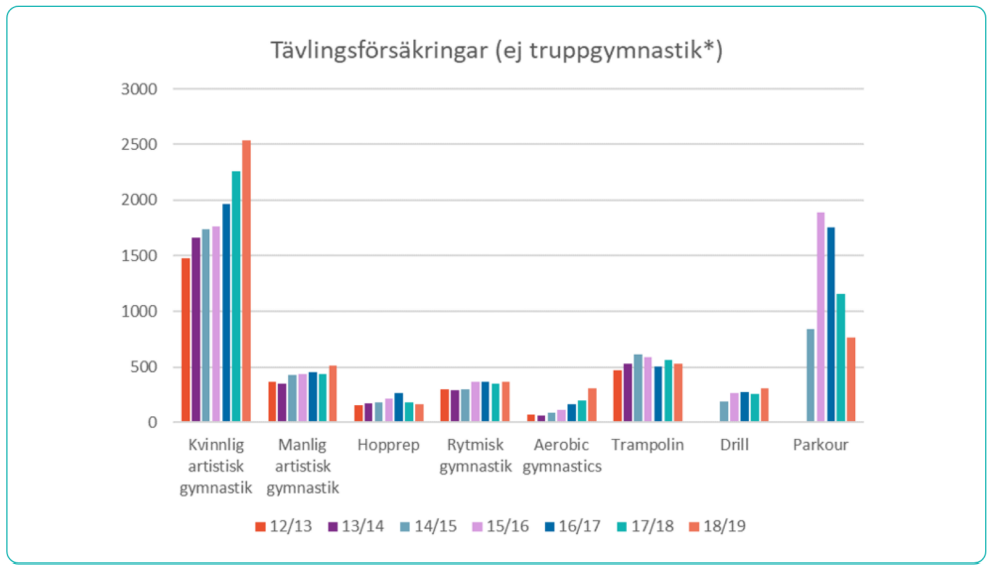 Tävlingsförsäkringar (ej truppgymnastik*)
3000
2500
2000
1500
1000
500
0
Kvinnlig artistisk gymnastik
Manlig artistisk gymnastik
Hopprep
Rytmisk gymnastik
Aerobic gymnastics
Trampolin
Drill
Parkour
12/13 13/14 14/15 15/16 16/17 17/18 18/19